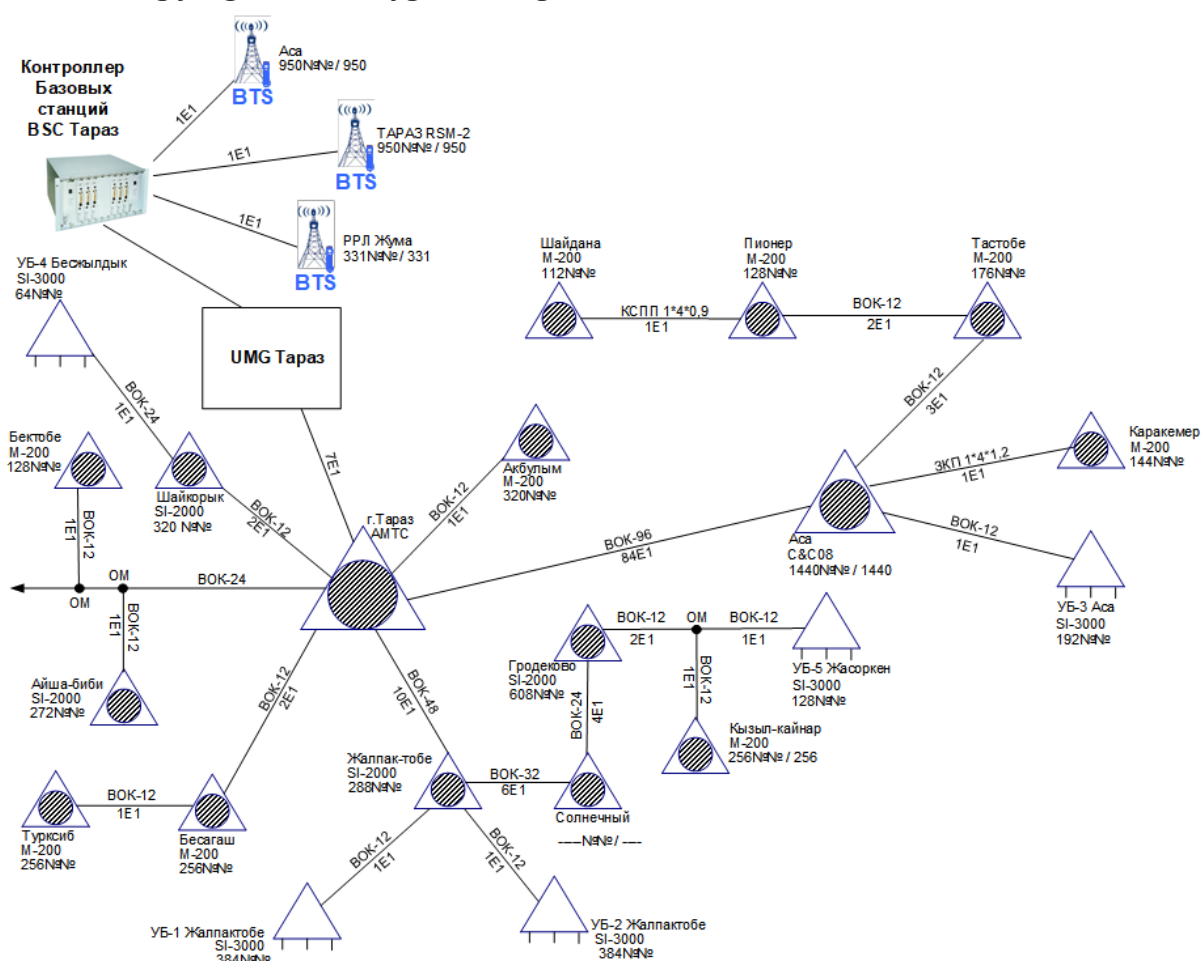 Аса
950№№ / 950
Контроллер
Базовых
станций
BSC Тараз
1E1
BTS
ТАРАЗ RSM-2
950№№ / 950
1E1
BTS
1E1
РРЛ Жума
331№№ / 331
BTS
УБ-4 Бесжылдык
SI-3000
64№№
UMG Тараз
Шайдана
М-200
112№№
Пионер
М-200
128№№
Тастобе
М-200
176№№
КСПП 1*4*0,9
1E1
ВОК-12
2E1
ВОК-24
1E1
ВОК-12
3E1
Бектобе
М-200
128№№
Шайкорык
SI-2000
320 №№
7E1
Акбулым
М-200
320№№
ВОК-12
1E1
Каракемер
М-200
144№№
ЗКП 1*4*1,2
1E1
ВОК-12
2E1
г.Тараз
АМТС
ВОК-12
1E1
ВОК-96
84E1
Аса
C&C08
1440№№ / 1440
ВОК-12
1E1
УБ-3 Аса
SI-3000
192№№
ОМ
ОМ
ВОК-24
ВОК-12
1E1
Айша-биби
SI-2000
272№№
ВОК-12
2E1
ВОК-48
10E1
Гродеково
SI-2000
608№№
ВОК-12
2E1
ОМ
ВОК-12
1E1
УБ-5 Жасоркен
SI-3000
128№№
ВОК-12
1E1
Кызыл-кайнар
М-200
256№№ / 256
ВОК-24
4E1
Жалпак-тобе
SI-2000
288№№
ВОК-32
6E1
Солнечный
----№№ / ----
Турксиб
М-200
256№№
ВОК-12
1E1
Бесагаш
М-200
256№№
ВОК-12
1E1
ВОК-12
1E1
УБ-1 Жалпактобе
SI-3000
384№№
УБ-2 Жалпактобе
SI-3000
384№№